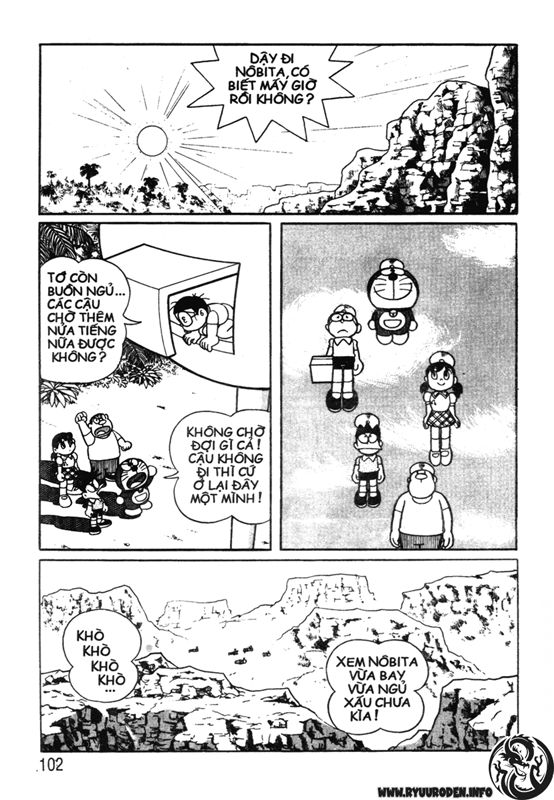 DẬY ĐI
NÔBITA, CÓ
BIẾT MẤY GIỜ
RỒI KHÔNG?
TỚ CÒN
BUỒN NGỦ...
CÁC CẬU
CHỜ THÊM
NỬA TIẾNG
NỮA ĐƯỢC
KHÔNG?
KHÔNG CHỜ
ĐỢI GÌ CẢ!
CẬU KHÔNG
ĐI THÌ CỨ
Ở LẠI ĐÂY
MỘT MÌNH!
KHÒ
KHÒ
KHÒ
KHÒ
...
XEM NÔBITA
VỪA BAY
VỪA NGỦ
XẤU CHƯA
KÌA!
.102
WWW.RYUURODEN.INFO